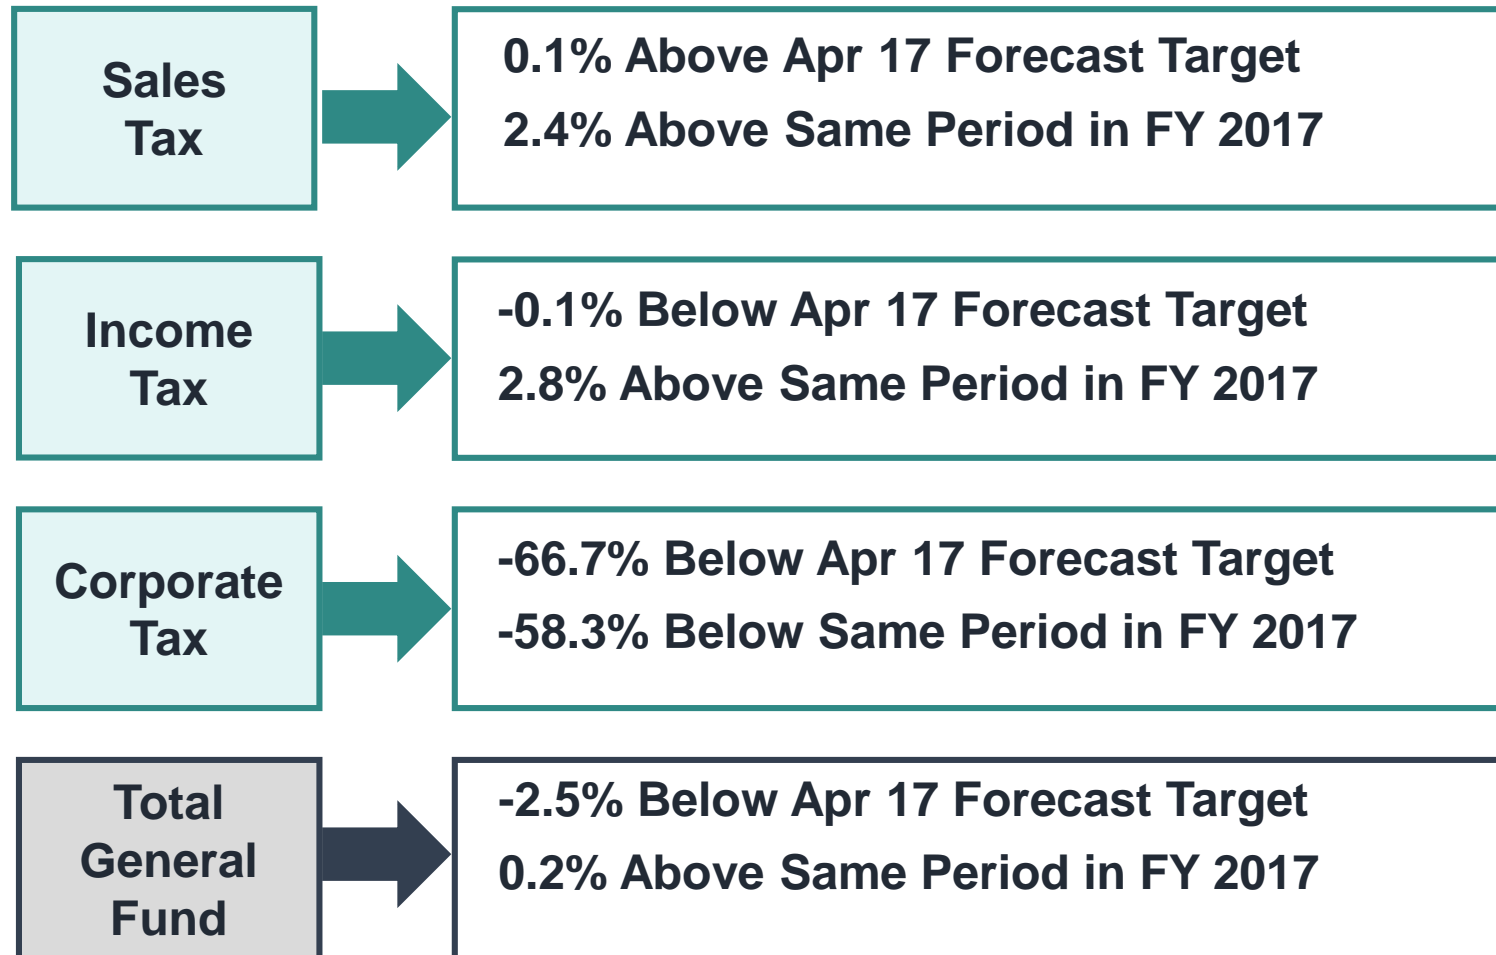 Sales
Tax
0.1% Above Apr 17 Forecast Target
2.4% Above Same Period in FY 2017
Income
Tax
-0.1% Below Apr 17 Forecast Target
2.8% Above Same Period in FY 2017
Corporate
Tax
-66.7% Below Apr 17 Forecast Target
-58.3% Below Same Period in FY 2017
Total
General
Fund
-2.5% Below Apr 17 Forecast Target
0.2% Above Same Period in FY 2017